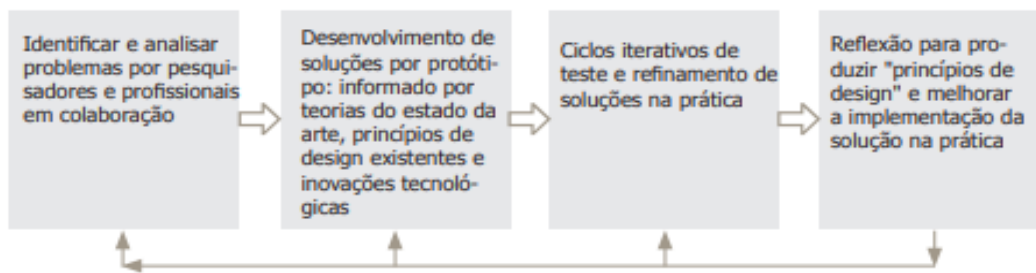 Identificar e analisar
problemas por pesqui-
sadores e profissionais
em colaboração
Desenvolvimento de
soluções por protóti-
po: informado por
teorias do estado da
arte, princípios de
design existentes e
inovações tecnoló-
gicas
Ciclos iterativos de
teste e refinamento de
soluções na prática
Reflexão para pro-
duzir "princípios de
design" e melhorar
a implementação da
solução na prática